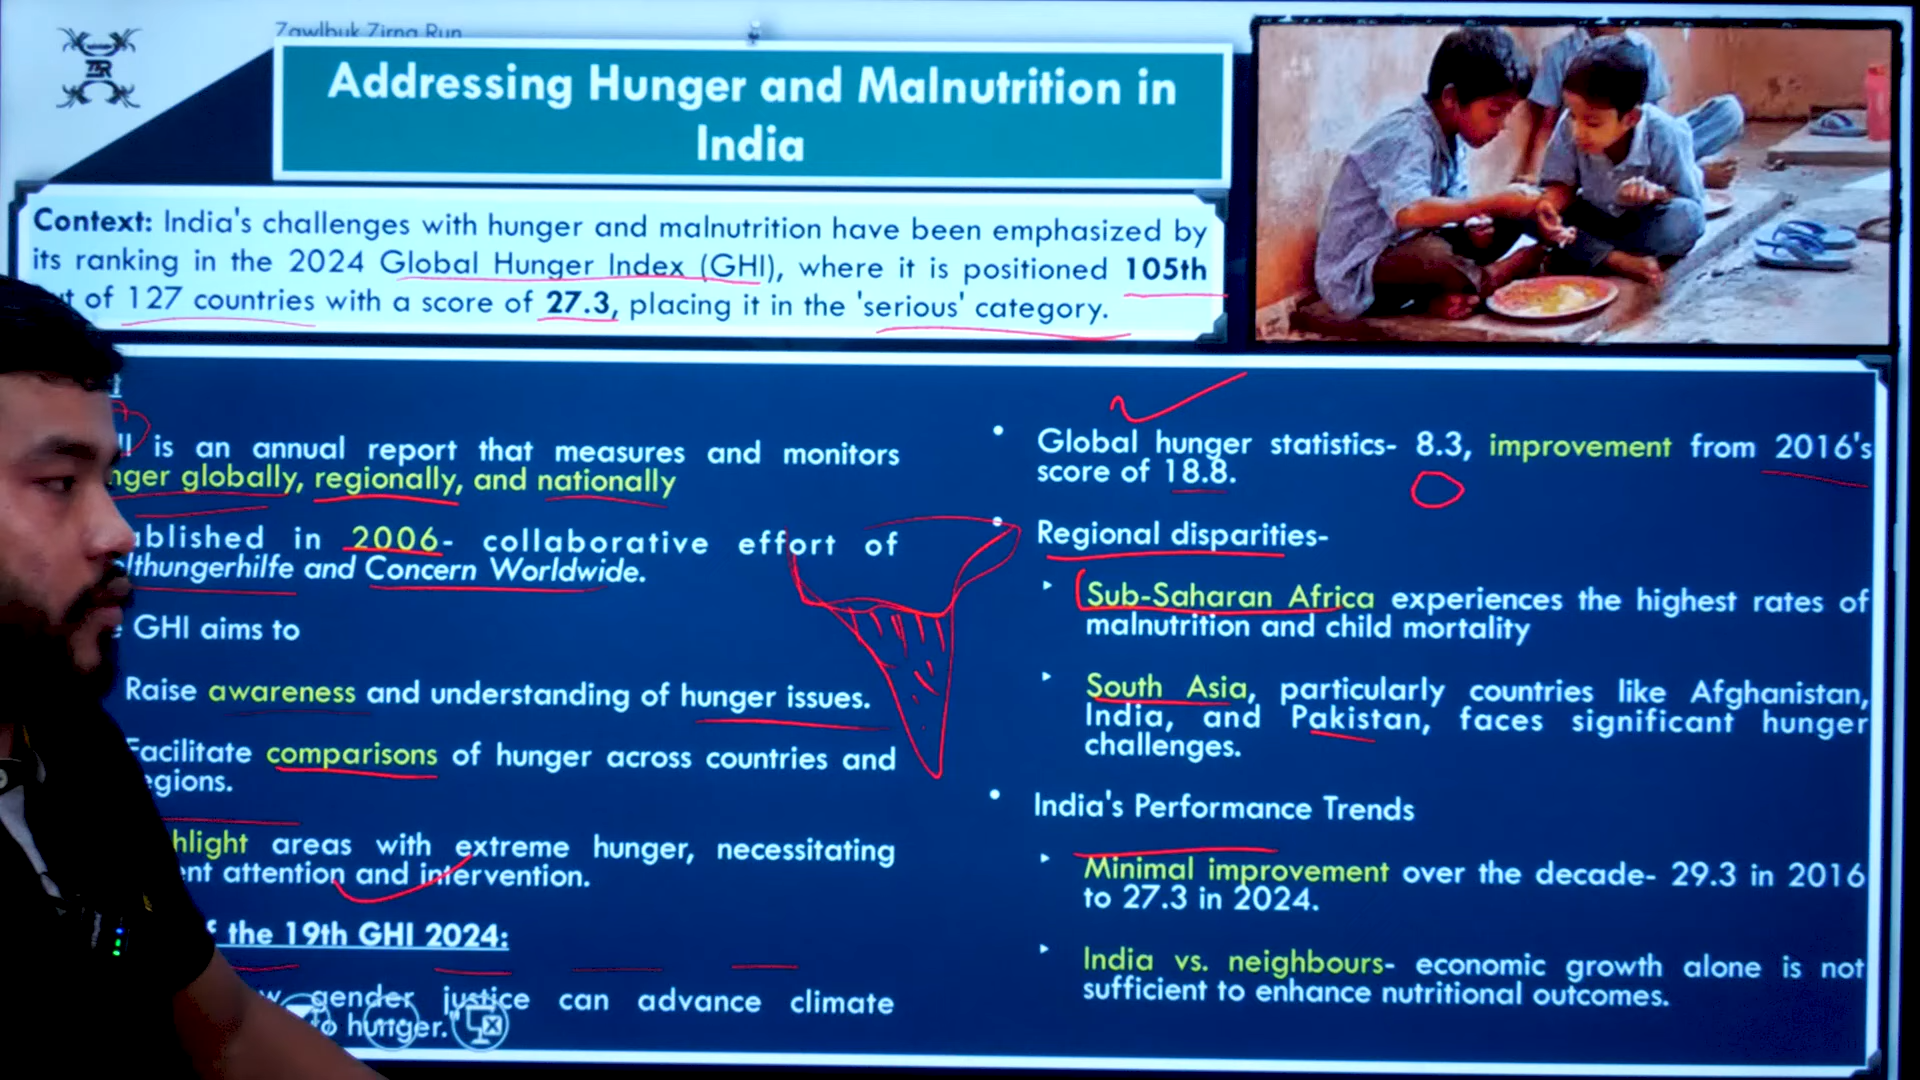 Zawlbuk Zirna Run
Addressing Hunger and Malnutrition in
India
Context: India's challenges with hunger and malnutrition have been emphasized by
its ranking in the 2024 Global Hunger Index (GHI), where it is positioned 105th
of 127 countries with a score of 27.3, placing it in the 'serious' category.
is an annual report that measures and monitors
globally, regionally, and nationally
in 2006- collaborative effort of
and Concern Worldwide.
GHI aims to
Raise awareness and understanding of hunger issues.
Facilitate comparisons of hunger across countries and
areas with extreme hunger, necessitating
attention and intervention.
the 19th GHI 2024:
gender justice can advance climate
hunger."
Global hunger statistics- 8.3, improvement from 2016's
score of 18.8.
Regional disparities-
Sub-Saharan Africa experiences the highest rates of
malnutrition and child mortality
South Asia, particularly countries like Afghanistan,
India, and Pakistan, faces significant hunger
challenges.
India's Performance Trends
Minimal improvement over the decade- 29.3 in 2016
to 27.3 in 2024.
India vs. neighbours- economic growth alone is not
sufficient to enhance nutritional outcomes.